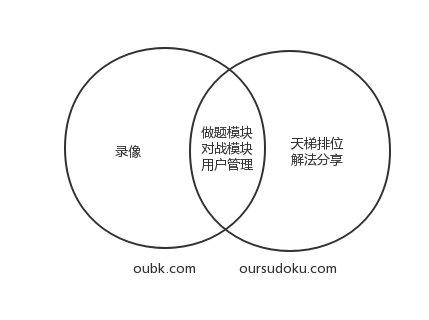 录像
做题模块
对战模块
用户管理
天梯排位
解法分享
oubk.com
oursudoku.com